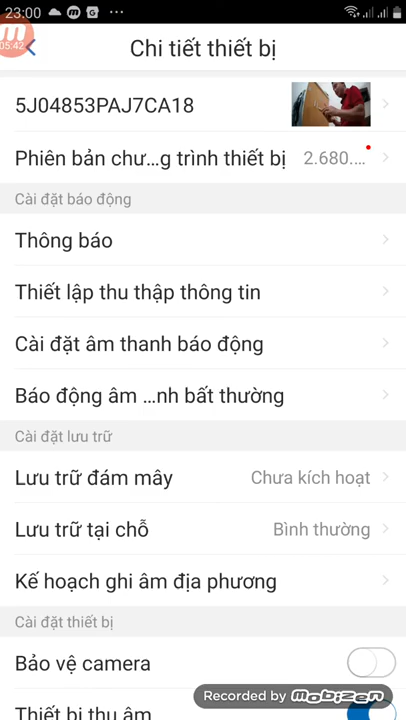 23:00
05:42
Chi tiết thiết bị
5J04853PAJ7CA18
Phiên bản chư...g trình thiết bị 2.680....
Cài đặt báo động
Thông báo
Thiết lập thu thập thông tin
Cài đặt âm thanh báo động
Báo động âm ...nh bất thường
Cài đặt lưu trữ
Lưu trữ đám mây Chưa kích hoạt
Lưu trữ tại chỗ Bình thường
Kế hoạch ghi âm địa phương
Cài đặt thiết bị
Bảo vệ camera
Thiết bị thu âm
Recorded by mobizen